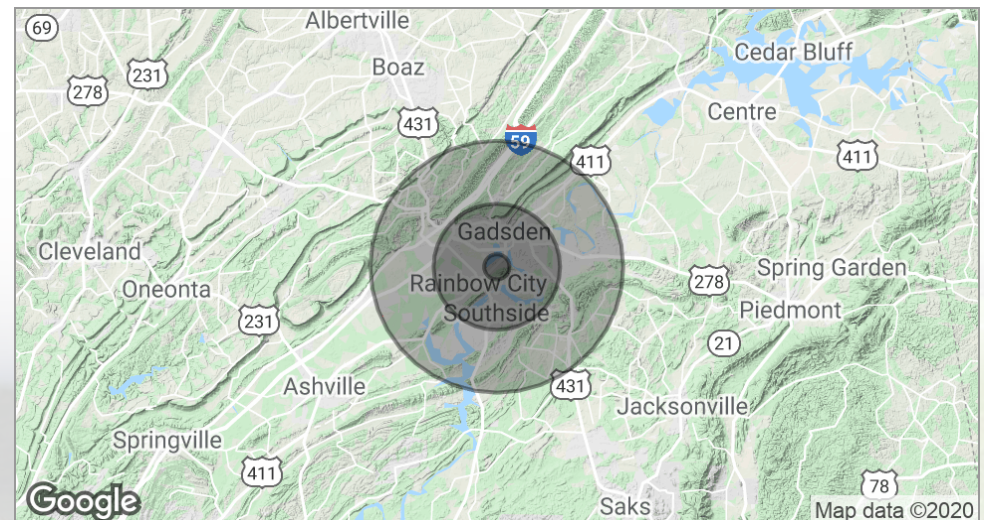 Albertville
69
Cedar Bluff
Boaz
231
278
Centre
431
59
411
411
Gadsden
Cleveland
Spring Garden
278
Rainbow City
Oneonta
Piedmont
Southside
231
21
Ashville
431
Jacksonville
Springville
411
78
Google
Saks
Map data ©2020